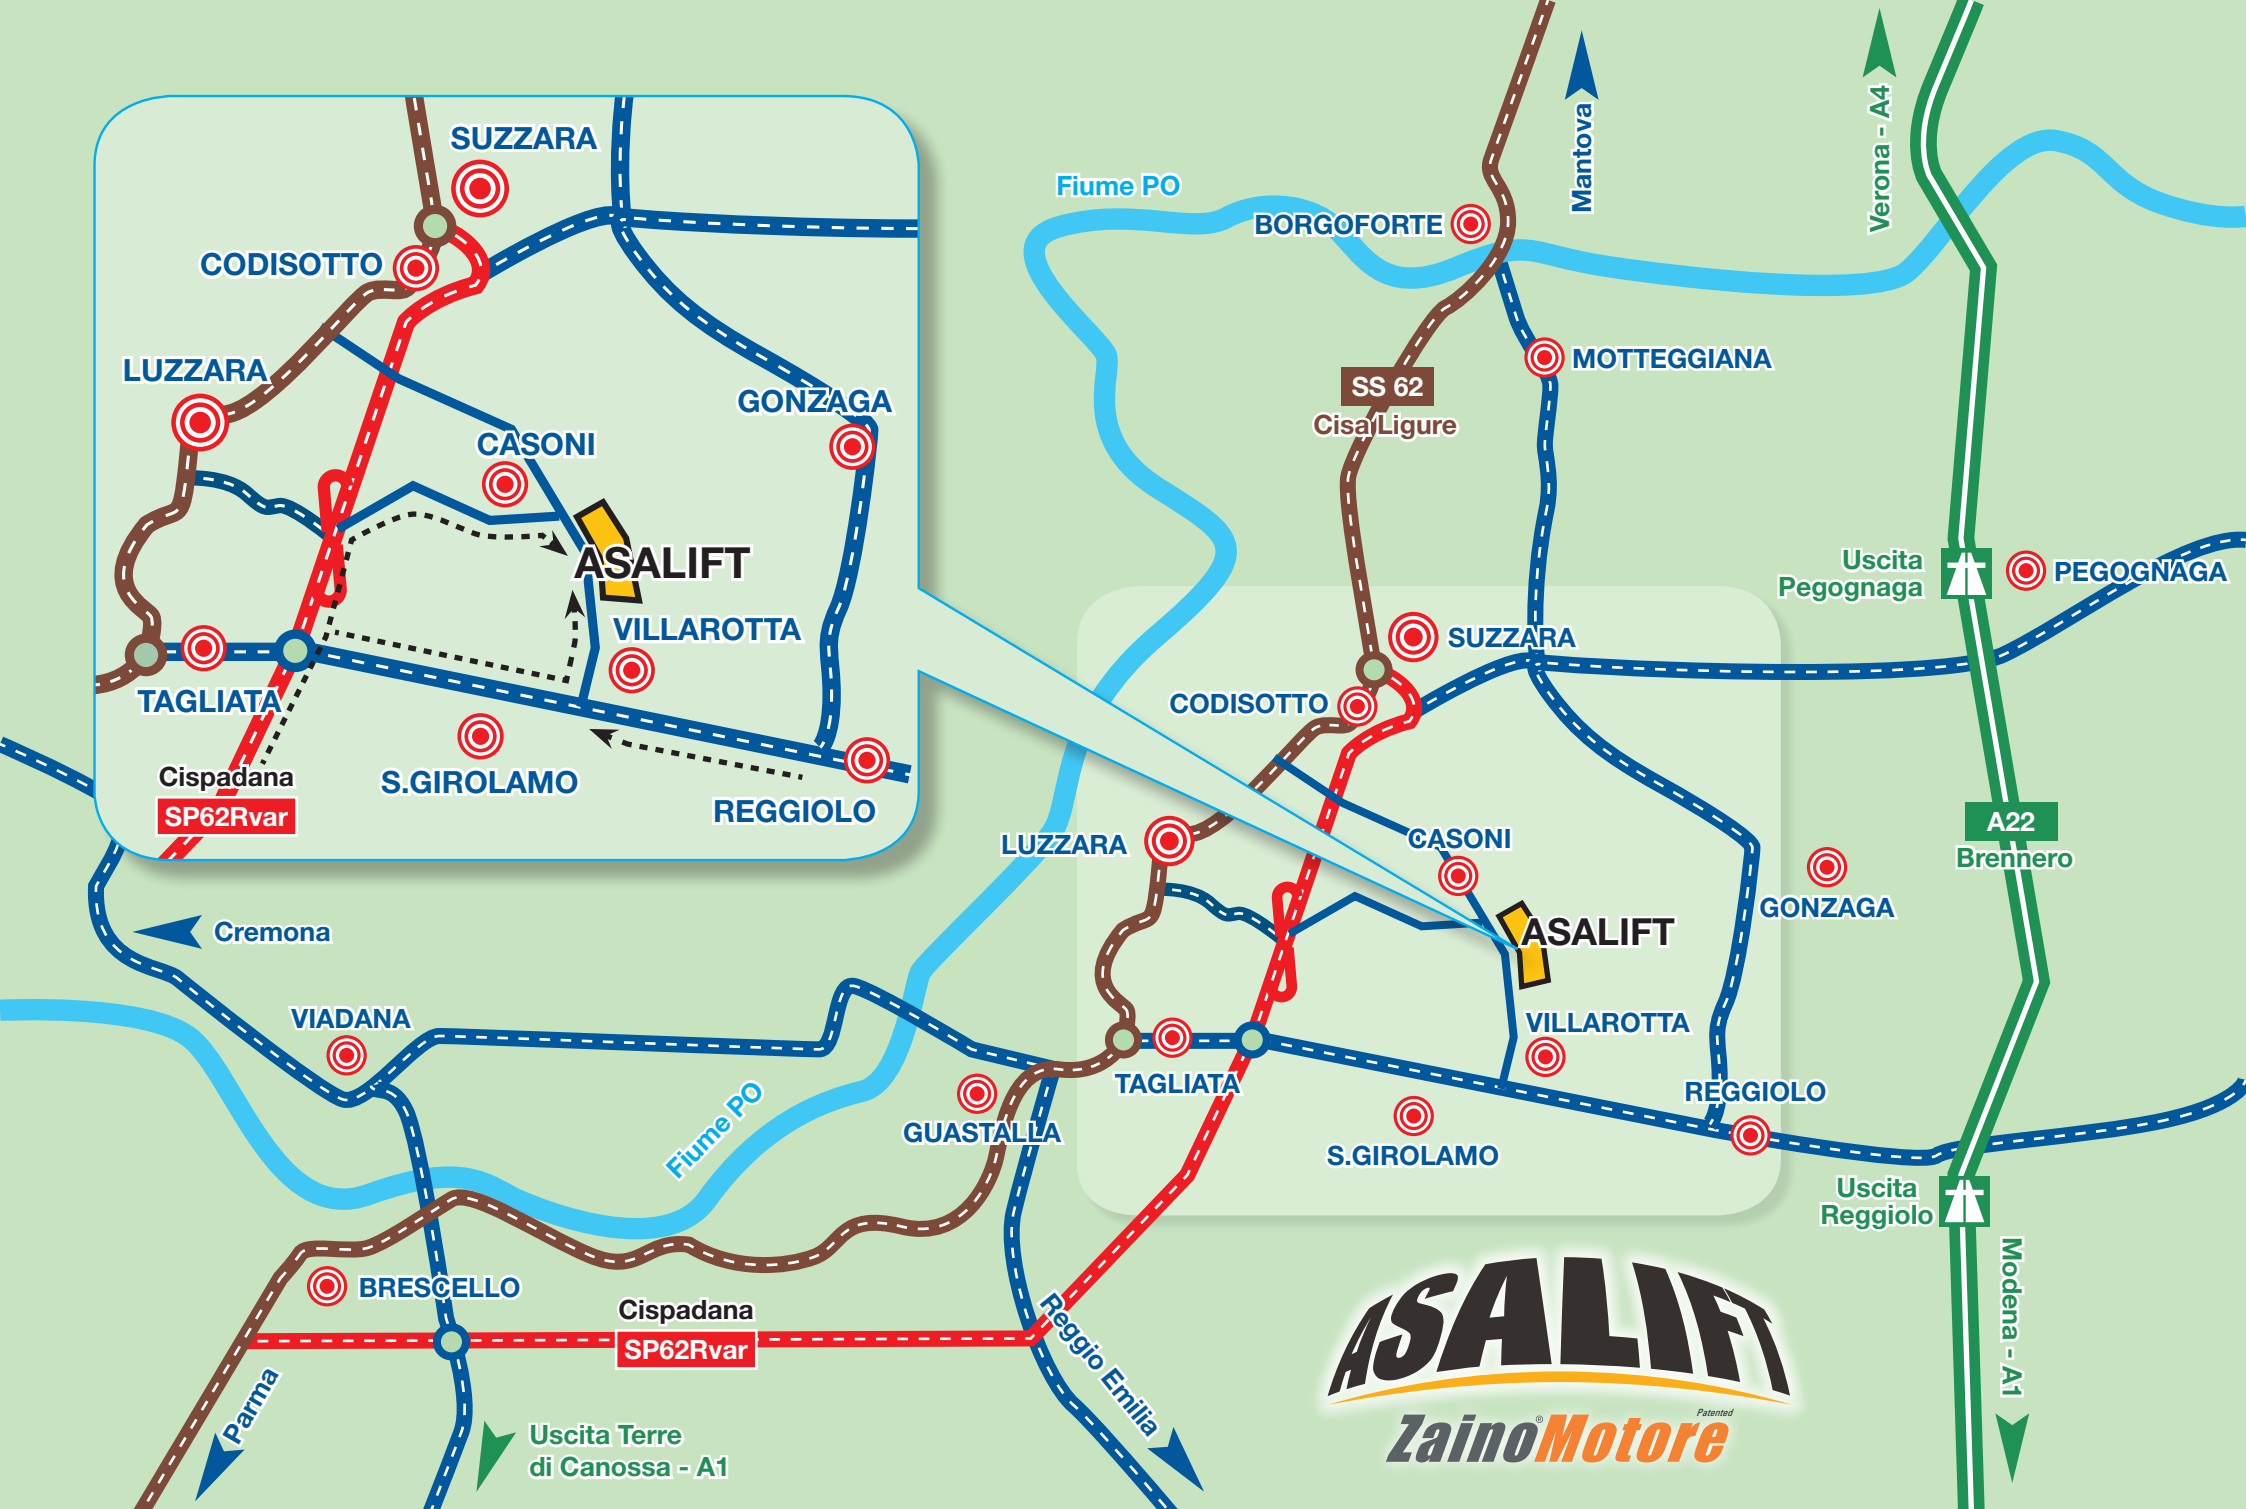 SUZZARA
CODISOTTO
LUZZARA
GONZAGA
CASONI
ASALIFT
VILLAROTTA
TAGLIATA
S.GIROLAMO
REGGIOLO
Cispadana
SP62Rvar
Mantova
Verona - A4
Fiume PO
BORGOFORTE
MOTTEGGIANA
SS 62
Cisa Ligure
Uscita
Pegognaga
PEGOGNAGA
SUZZARA
CODISOTTO
A22
Brennero
LUZZARA
CASONI
GONZAGA
ASALIFT
Cremona
VIADANA
VILLAROTTA
TAGLIATA
REGGIOLO
GUASTALLA
Fiume PO
S.GIROLAMO
Uscita
Reggiolo
BRESCELLO
Cispadana
SP62Rvar
Reggio Emilia
Modena - A1
Parma
Uscita Terre
di Canossa - A1
ASALIFT
Patented
Zaino®Motore